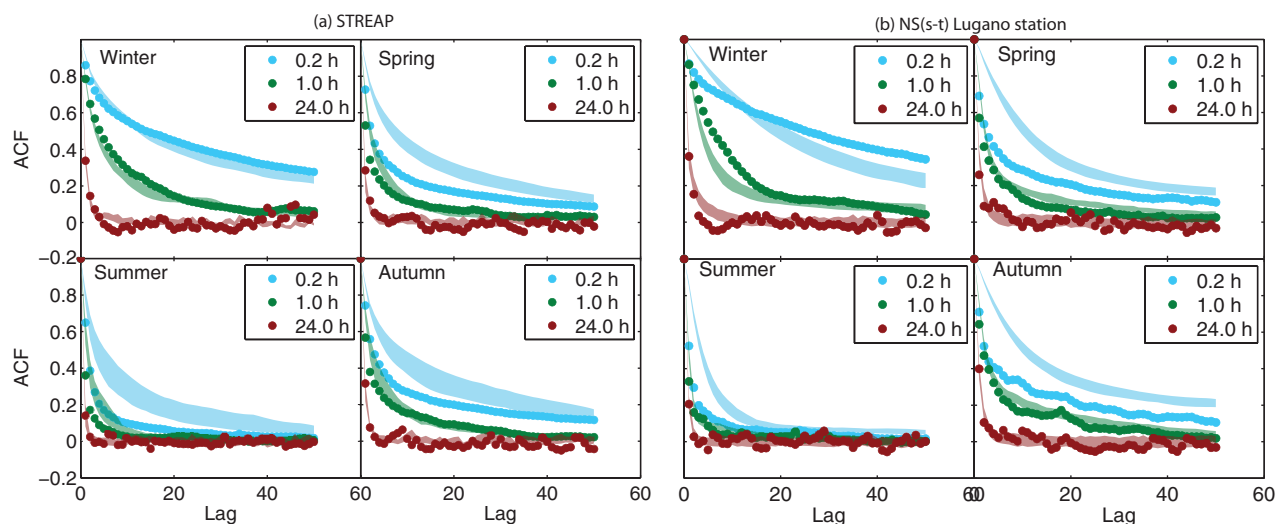 (a) STREAP
(b) NS(s-t) Lugano station
Winter
0.2 h
1.0 h
24.0 h
Spring
0.2 h
1.0 h
24.0 h
Winter
0.2 h
1.0 h
24.0 h
Spring
0.2 h
1.0 h
24.0 h
0.8
0.6
0.4
0.2
0
−0.2
ACF
Summer
0.2 h
1.0 h
24.0 h
Autumn
0.2 h
1.0 h
24.0 h
Summer
0.2 h
1.0 h
24.0 h
Autumn
0.2 h
1.0 h
24.0 h
0.8
0.6
0.4
0.2
0
−0.2
ACF
0 20 40 60 20 40 60
0 20 40 20 40 60
Lag Lag
Lag Lag